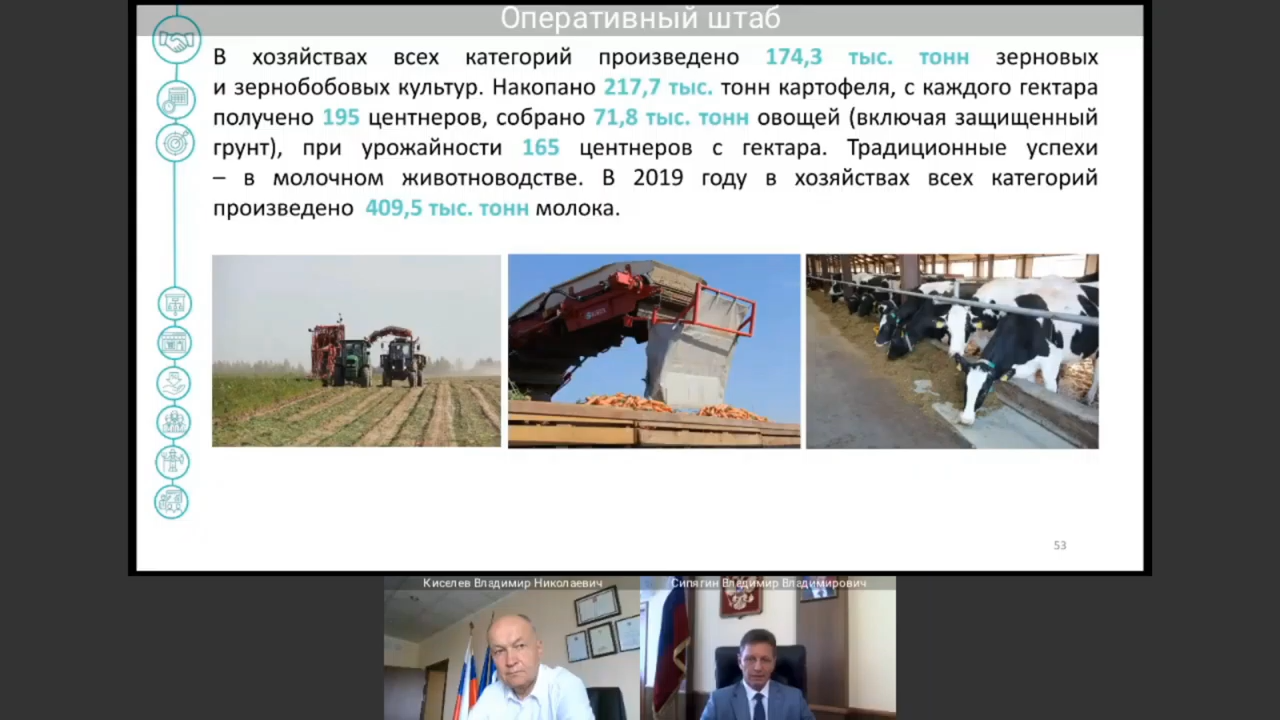 Оперативный штаб
В хозяйствах всех категорий произведено 174,3 тыс. тонн зерновых
и зернобобовых культур. Накопано 217,7 тыс. тонн картофеля, с каждого гектара
получено 195 центнеров, собрано 71,8 тыс. тонн овощей (включая защищенный
грунт), при урожайности 165 центнеров с гектара. Традиционные успехи
– в молочном животноводстве. В 2019 году в хозяйствах всех категорий
произведено 409,5 тыс. тонн молока.
53
Киселев Владимир Николаевич
Сипягин Владимир Владимирович